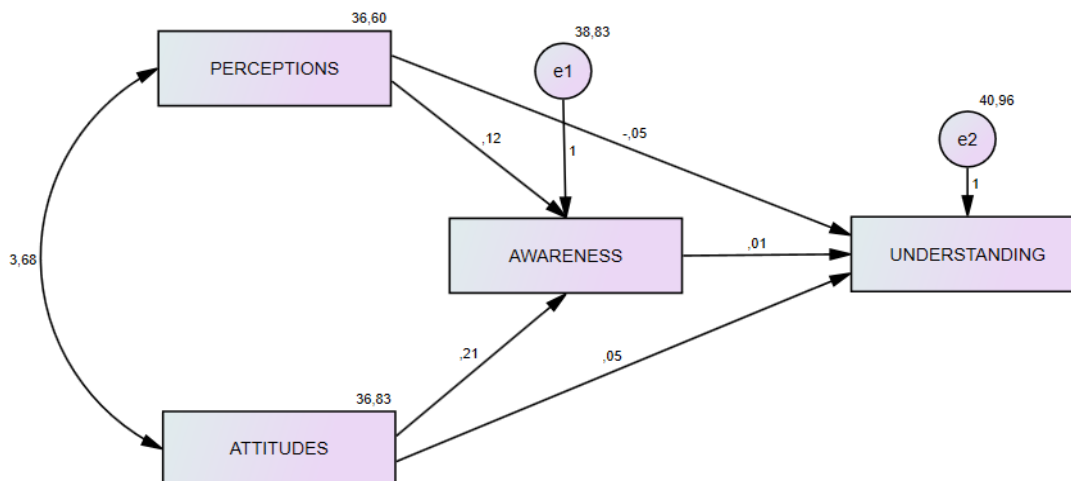 36,60
38,83
PERCEPTIONS
e1
40,96
-,05
e2
,12
1
1
AWARENESS
,01
UNDERSTANDING
3,68
,21
,05
36,83
ATTITUDES